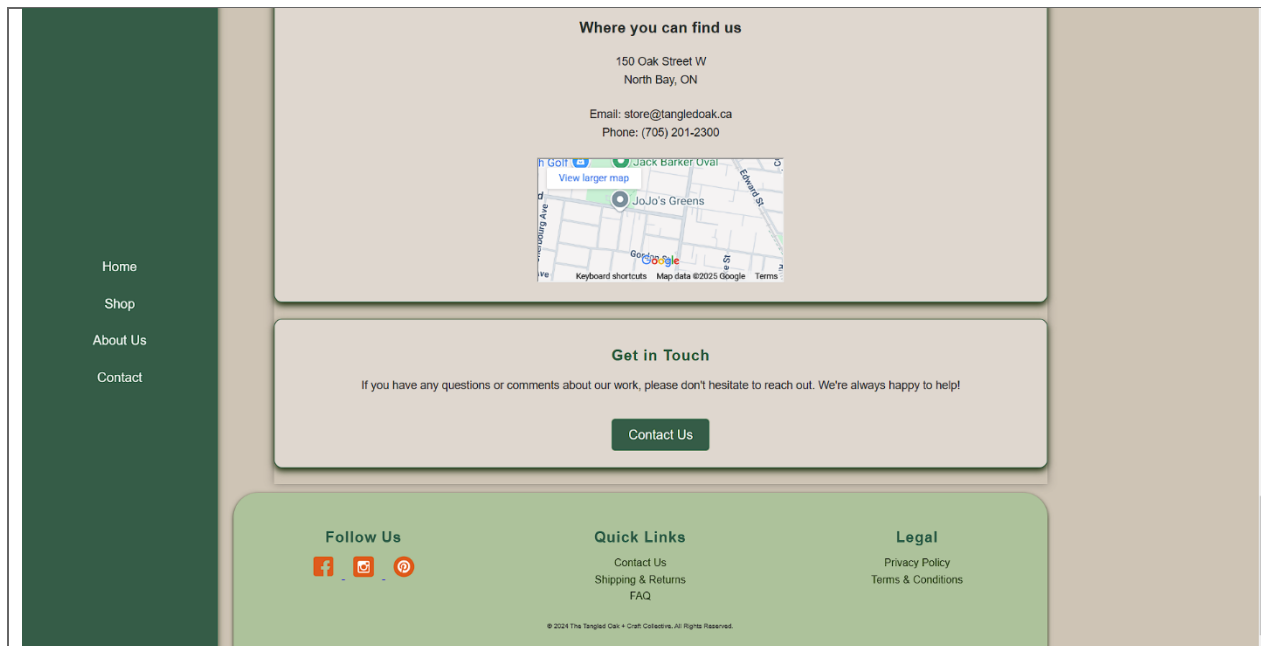 Home
Shop
About Us
Contact
Where you can find us
150 Oak Street W
North Bay, ON
Email: store@tangledoak.ca
Phone: (705) 201-2300
h Golf
Jack Barker Oval
View larger map
Edward St
JoJo's Greens
Google
Keyboard shortcuts Map data ©2025 Google Terms
Get in Touch
If you have any questions or comments about our work, please don't hesitate to reach out. We're always happy to help!
Contact Us
Follow Us
Quick Links
Contact Us
Shipping & Returns
FAQ
Legal
Privacy Policy
Terms & Conditions
© 2024 The Tangled Oak + Craft Collective. All Rights Reserved.